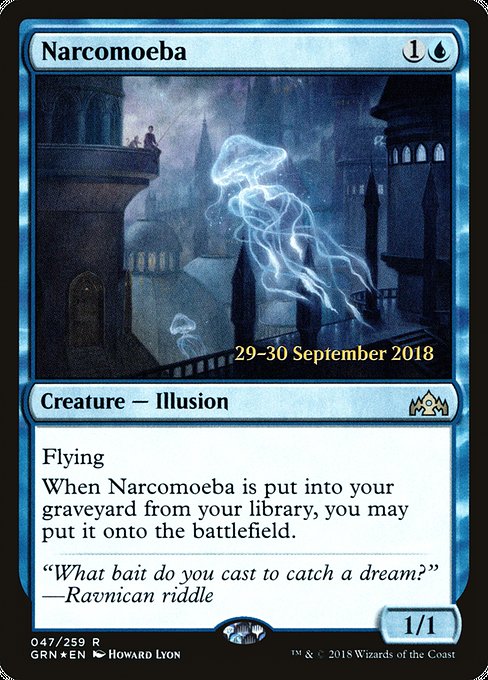 Narcomoeba 1
29–30 September 2018
Creature — Illusion
Flying
When Narcomoeba is put into your
graveyard from your library, you may
put it onto the battlefield.
“What bait do you cast to catch a dream?”
—Ravnican riddle
1/1
047/259 R
GRN★EN Howard Lyon
™ & © 2018 Wizards of the Coast